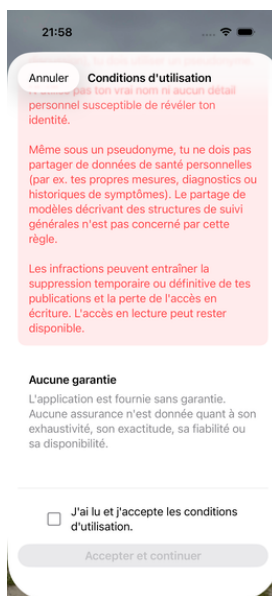 21:58
Annuler
Conditions d'utilisation
N'utilise pas ton vrai nom ni aucun détail
personnel susceptible de révéler ton
identité.
Même sous un pseudonyme, tu ne dois pas
partager de données de santé personnelles
(par ex. tes propres mesures, diagnostics ou
historiques de symptômes). Le partage de
modèles décrivant des structures de suivi
générales n'est pas concerné par cette
règle.
Les infractions peuvent entraîner la
suppression temporaire ou définitive de tes
publications et la perte de l'accès en
écriture. L'accès en lecture peut rester
disponible.
Aucune garantie
L'application est fournie sans garantie.
Aucune assurance n'est donnée quant à son
exhaustivité, son exactitude, sa fiabilité ou
sa disponibilité.
J'ai lu et j'accepte les conditions
d'utilisation.
Accepter et continuer